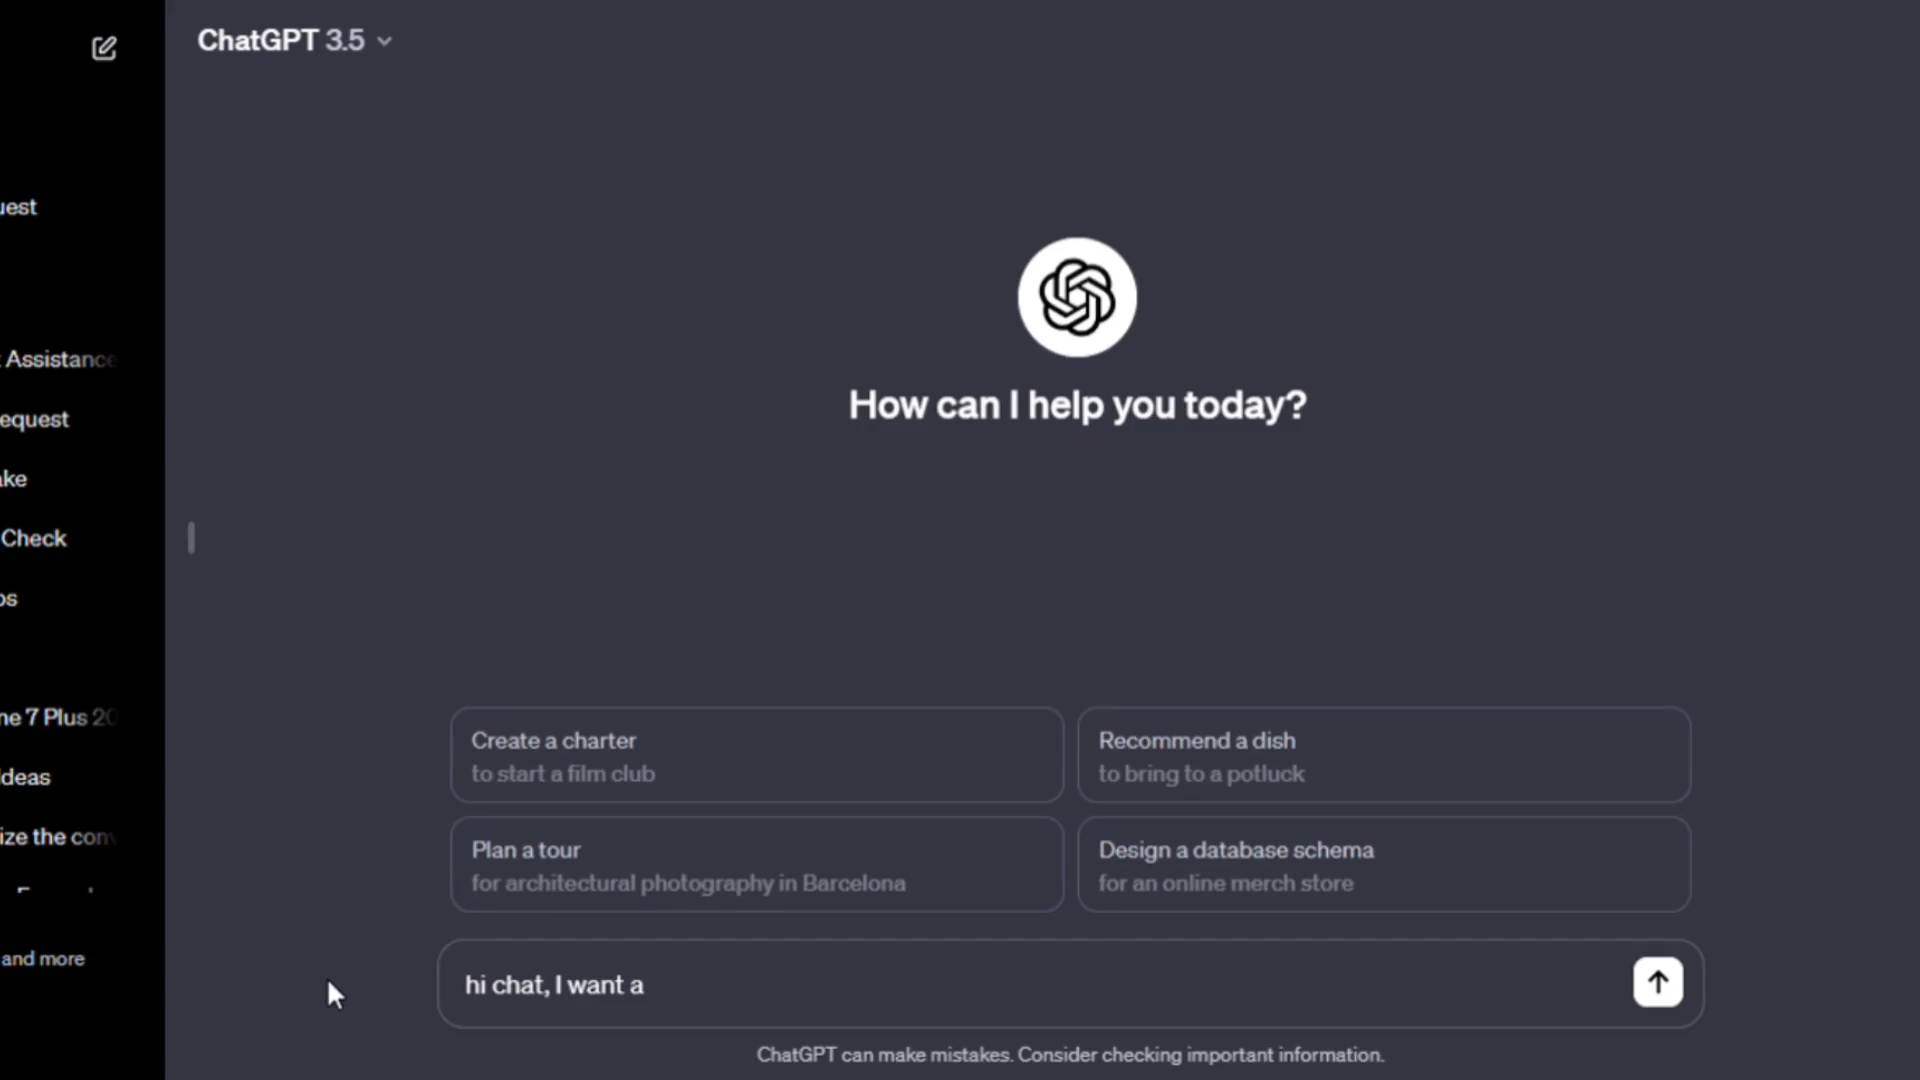 ChatGPT 3.5
uest
Assistance
equest
ake
Check
ps
ne 7 Plus 20
deas
ize the conv
and more
How can I help you today?
Create a charter
to start a film club
Recommend a dish
to bring to a potluck
Plan a tour
for architectural photography in Barcelona
Design a database schema
for an online merch store
hi chat, I want a
ChatGPT can make mistakes. Consider checking important information.